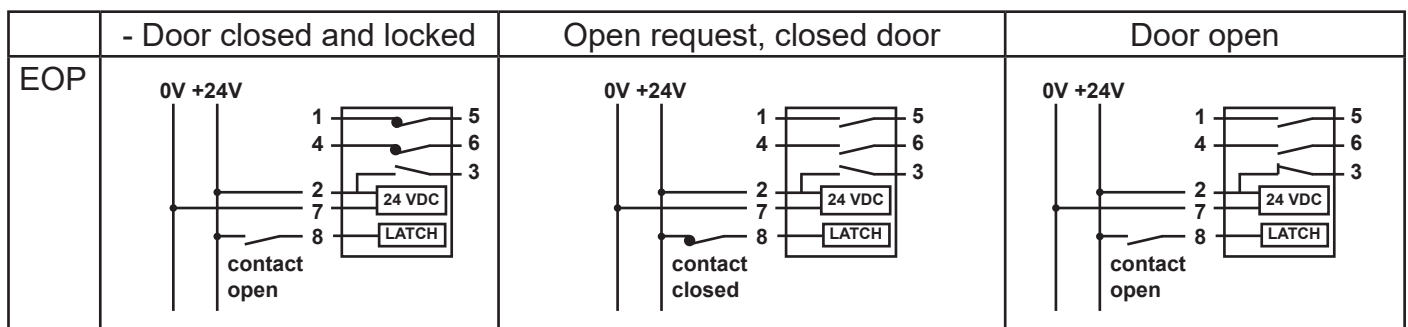 - Door closed and locked
Open request, closed door
Door open
EOP
0V +24V
1
5
4
6
3
2
24 VDC
7
8
LATCH
contact
open
0V +24V
1
5
4
6
3
2
24 VDC
7
8
LATCH
contact
closed
0V +24V
1
5
4
6
3
2
24 VDC
7
8
LATCH
contact
open